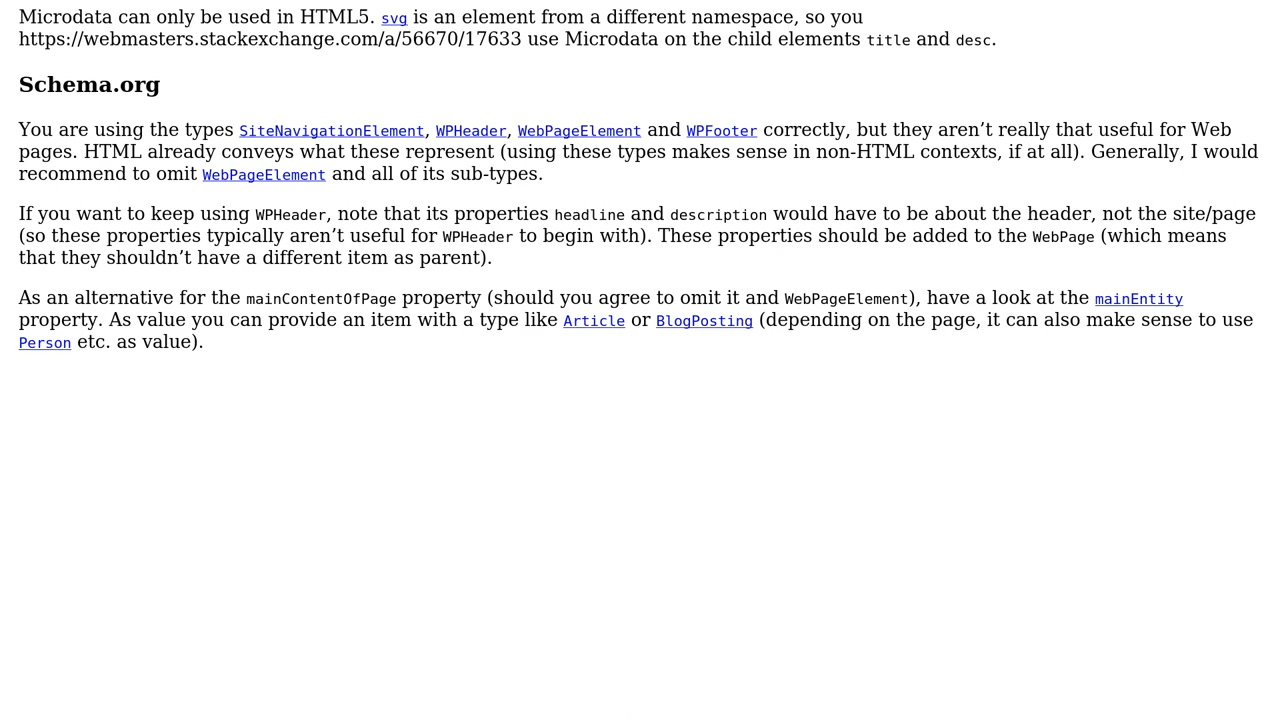 Microdata can only be used in HTML5. svg is an element from a different namespace, so you
https://webmasters.stackexchange.com/a/56670/17633 use Microdata on the child elements title and desc.
Schema.org
You are using the types SiteNavigationElement, WPHeader, WebPageElement and WPFooter correctly, but they aren’t really that useful for Web
pages. HTML already conveys what these represent (using these types makes sense in non-HTML contexts, if at all). Generally, I would
recommend to omit WebPageElement and all of its sub-types.
If you want to keep using WPHeader, note that its properties headline and description would have to be about the header, not the site/page
(so these properties typically aren’t useful for WPHeader to begin with). These properties should be added to the WebPage (which means
that they shouldn’t have a different item as parent).
As an alternative for the mainContentOfPage property (should you agree to omit it and WebPageElement), have a look at the mainEntity
property. As value you can provide an item with a type like Article or BlogPosting (depending on the page, it can also make sense to use
Person etc. as value).